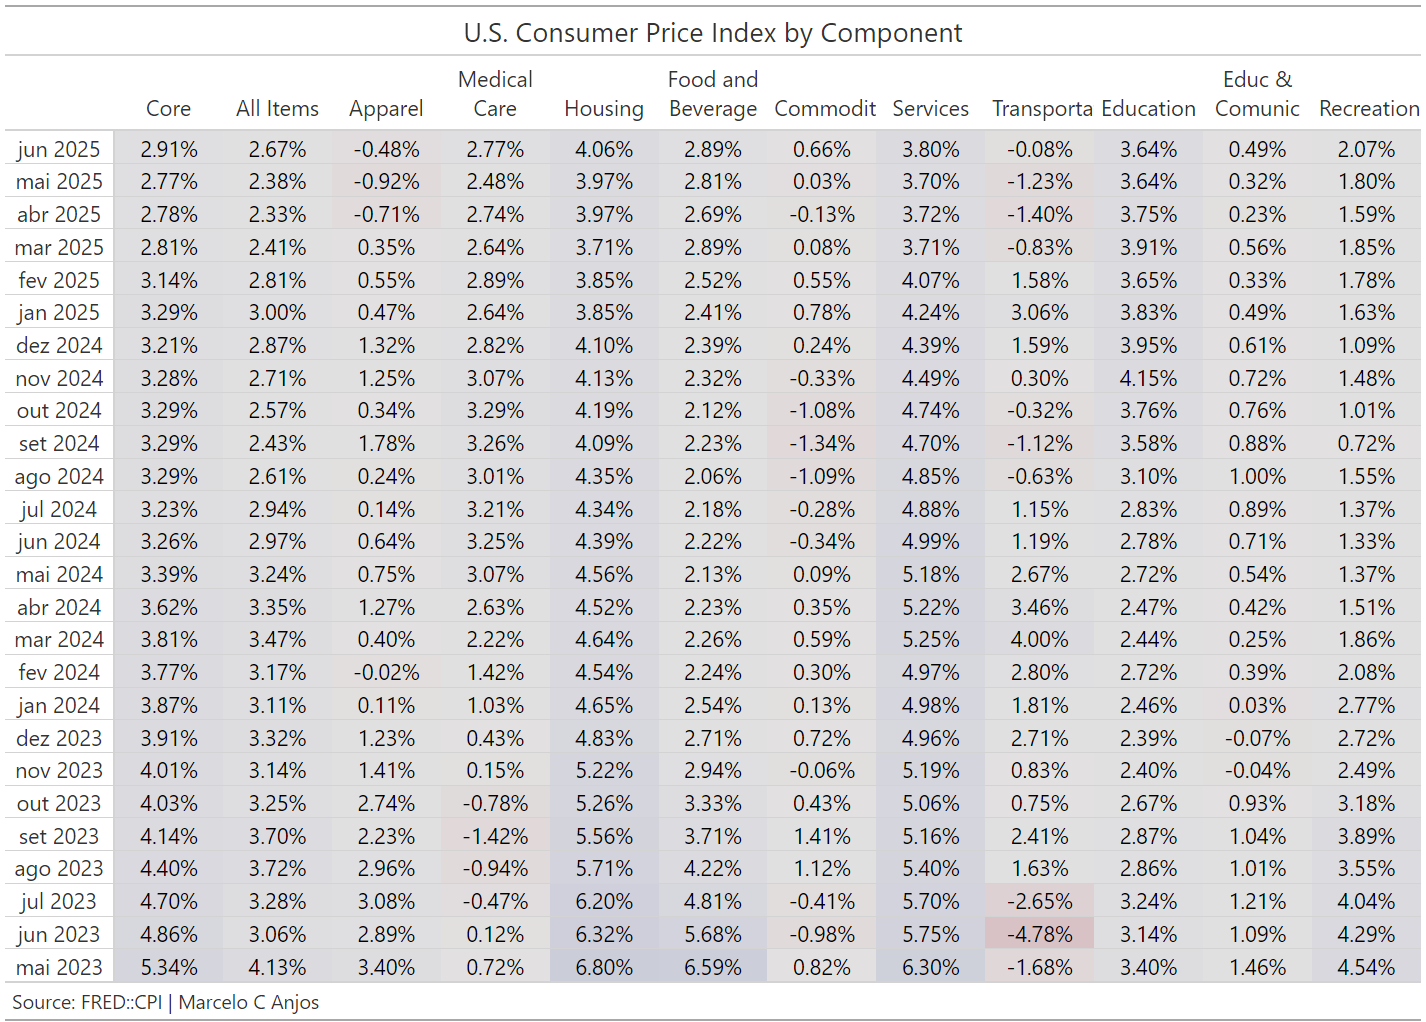 U.S. Consumer Price Index by Component
Core All Items Apparel Medical Care Housing Food and Beverage Commodit Services Transporta Education Educ & Comunic Recreation
jun 2025 2.91% 2.67% -0.48% 2.77% 4.06% 2.89% 0.66% 3.80% -0.08% 3.64% 0.49% 2.07%
mai 2025 2.77% 2.38% -0.92% 2.48% 3.97% 2.81% 0.03% 3.70% -1.23% 3.64% 0.32% 1.80%
abr 2025 2.78% 2.33% -0.71% 2.74% 3.97% 2.69% -0.13% 3.72% -1.40% 3.75% 0.23% 1.59%
mar 2025 2.81% 2.41% 0.35% 2.64% 3.71% 2.89% 0.08% 3.71% -0.83% 3.91% 0.56% 1.85%
fev 2025 3.14% 2.81% 0.55% 2.89% 3.85% 2.52% 0.55% 4.07% 1.58% 3.65% 0.33% 1.78%
jan 2025 3.29% 3.00% 0.47% 2.64% 3.85% 2.41% 0.78% 4.24% 3.06% 3.83% 0.49% 1.63%
dez 2024 3.21% 2.87% 1.32% 2.82% 4.10% 2.39% 0.24% 4.39% 1.59% 3.95% 0.61% 1.09%
nov 2024 3.28% 2.71% 1.25% 3.07% 4.13% 2.32% -0.33% 4.49% 0.30% 4.15% 0.72% 1.48%
out 2024 3.29% 2.57% 0.34% 3.29% 4.19% 2.12% -1.08% 4.74% -0.32% 3.76% 0.76% 1.01%
set 2024 3.29% 2.43% 1.78% 3.26% 4.09% 2.23% -1.34% 4.70% -1.12% 3.58% 0.88% 0.72%
ago 2024 3.29% 2.61% 0.24% 3.01% 4.35% 2.06% -1.09% 4.85% -0.63% 3.10% 1.00% 1.55%
jul 2024 3.23% 2.94% 0.14% 3.21% 4.34% 2.18% -0.28% 4.88% 1.15% 2.83% 0.89% 1.37%
jun 2024 3.26% 2.97% 0.64% 3.25% 4.39% 2.22% -0.34% 4.99% 1.19% 2.78% 0.71% 1.33%
mai 2024 3.39% 3.24% 0.75% 3.07% 4.56% 2.13% 0.09% 5.18% 2.67% 2.72% 0.54% 1.37%
abr 2024 3.62% 3.35% 1.27% 2.63% 4.52% 2.23% 0.35% 5.22% 3.46% 2.47% 0.42% 1.51%
mar 2024 3.81% 3.47% 0.40% 2.22% 4.64% 2.26% 0.59% 5.25% 4.00% 2.44% 0.25% 1.86%
fev 2024 3.77% 3.17% -0.02% 1.42% 4.54% 2.24% 0.30% 4.97% 2.80% 2.72% 0.39% 2.08%
jan 2024 3.87% 3.11% 0.11% 1.03% 4.65% 2.54% 0.13% 4.98% 1.81% 2.46% 0.03% 2.77%
dez 2023 3.91% 3.32% 1.23% 0.43% 4.83% 2.71% 0.72% 4.96% 2.71% 2.39% -0.07% 2.72%
nov 2023 4.01% 3.14% 1.41% 0.15% 5.22% 2.94% -0.06% 5.19% 0.83% 2.40% -0.04% 2.49%
out 2023 4.03% 3.25% 2.74% -0.78% 5.26% 3.33% 0.43% 5.06% 0.75% 2.67% 0.93% 3.18%
set 2023 4.14% 3.70% 2.23% -1.42% 5.56% 3.71% 1.41% 5.16% 2.41% 2.87% 1.04% 3.89%
ago 2023 4.40% 3.72% 2.96% -0.94% 5.71% 4.22% 1.12% 5.40% 1.63% 2.86% 1.01% 3.55%
jul 2023 4.70% 3.28% 3.08% -0.47% 6.20% 4.81% -0.41% 5.70% -2.65% 3.24% 1.21% 4.04%
jun 2023 4.86% 3.06% 2.89% 0.12% 6.32% 5.68% -0.98% 5.75% -4.78% 3.14% 1.09% 4.29%
mai 2023 5.34% 4.13% 3.40% 0.72% 6.80% 6.59% 0.82% 6.30% -1.68% 3.40% 1.46% 4.54%
Source: FRED::CPI | Marcelo C Anjos